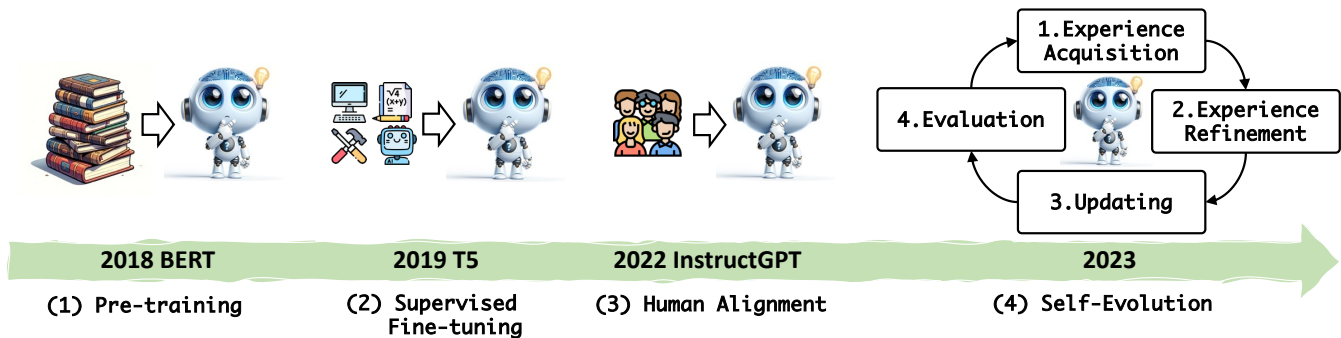 1.Experience
Acquisition
2.Experience
Refinement
3.Updating
4.Evaluation
√4
(x+y)
=
2018 BERT
2019 T5
2022 InstructGPT
2023
(1) Pre-training
(2) Supervised
Fine-tuning
(3) Human Alignment
(4) Self-Evolution